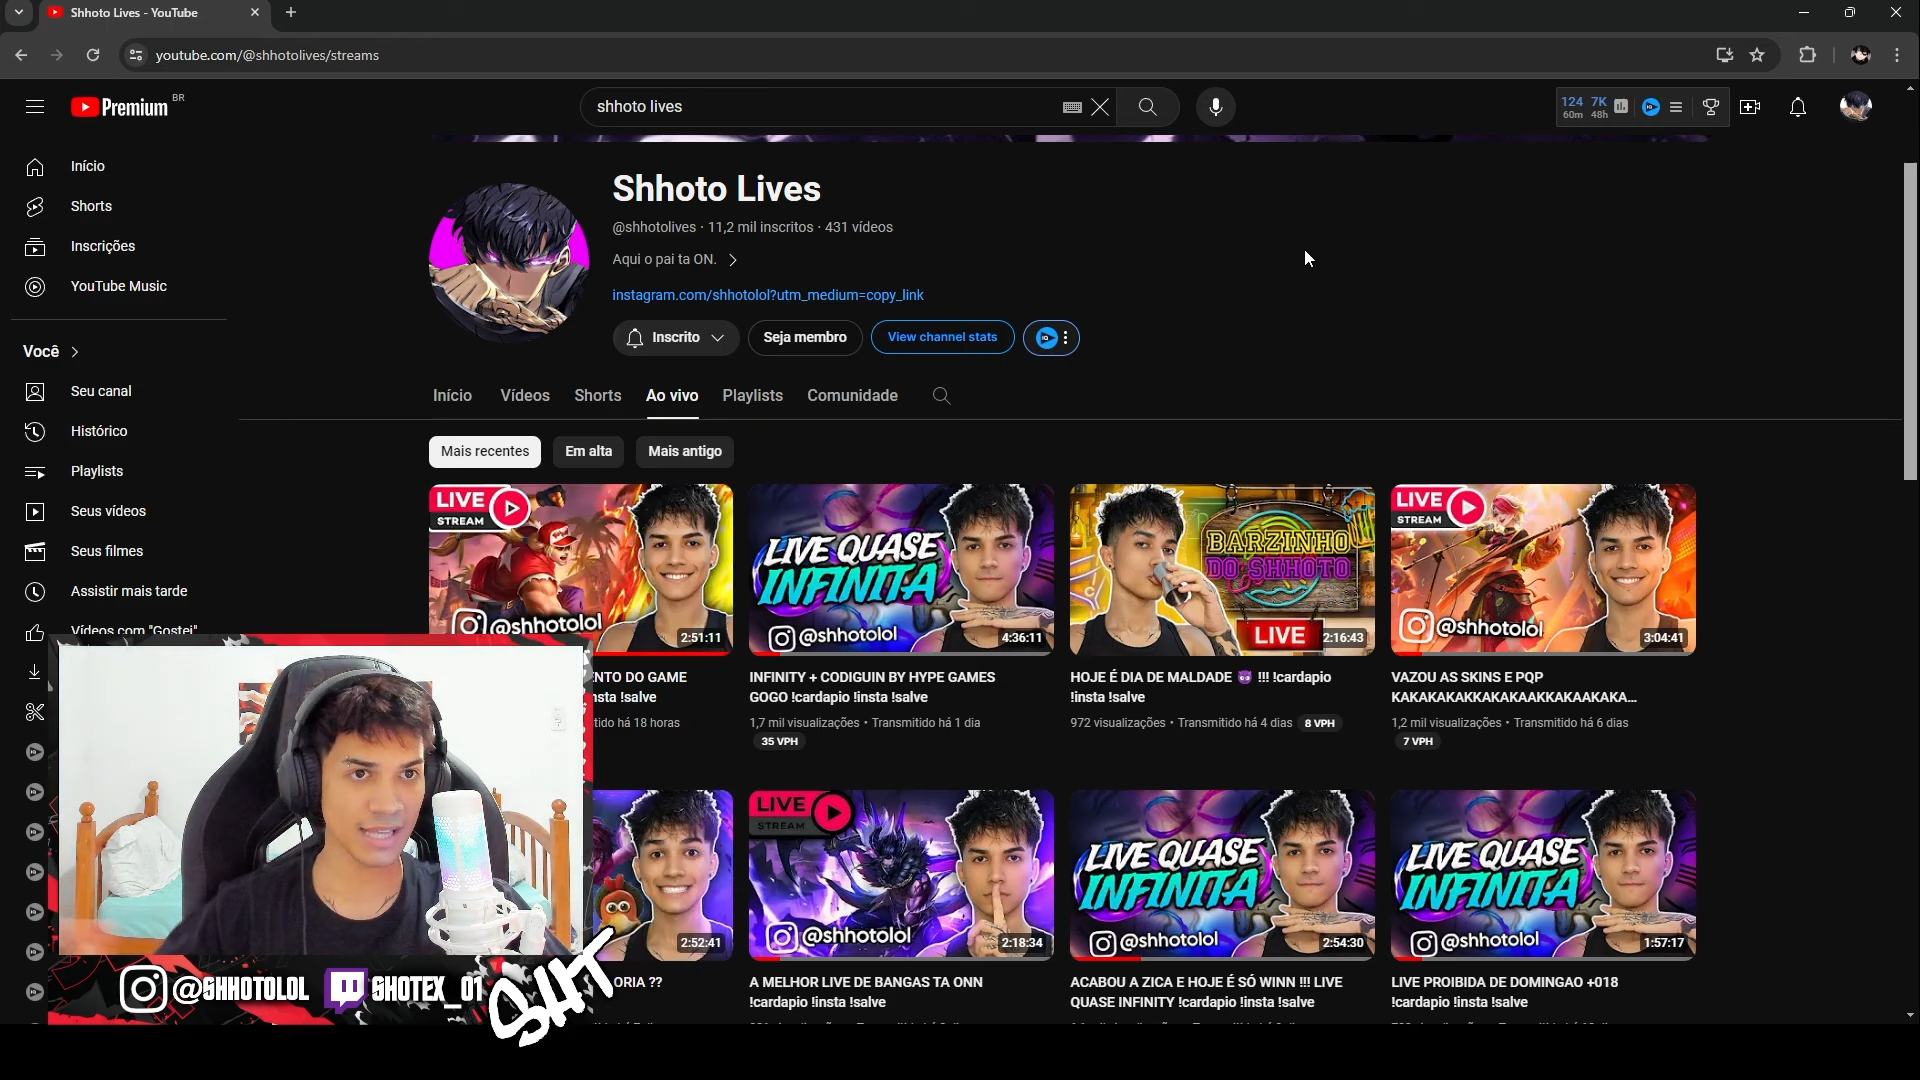 Shhoto Lives - YouTube
youtube.com/@shhotolives/streams
Premium BR
shhoto lives
124 7K
60m 48h
Início
Shorts
Inscrições
YouTube Music
Você
Seu canal
Histórico
Playlists
Seus vídeos
Seus filmes
Assistir mais tarde
Vídeos com "Gostei"
Shhoto Lives
@shhotolives · 11,2 mil inscritos · 431 vídeos
Aqui o pai ta ON.
instagram.com/shhotolol?utm_medium=copy_link
Inscrito
Seja membro
View channel stats
Início Vídeos Shorts Ao vivo Playlists Comunidade
Mais recentes Em alta Mais antigo
LIVE
STREAM
@shhotolol
2:51:11
LIVE QUASE
INFINITA
@shhotolol
4:36:11
BARZINHO
DO SHHOTO
LIVE
2:16:43
LIVE
STREAM
@shhotolol
3:04:41
NTO DO GAME
nsta !salve
tido há 18 horas
INFINITY + CODIGUIN BY HYPE GAMES
GOGO !cardapio !insta !salve
1,7 mil visualizações • Transmitido há 1 dia
35 VPH
HOJE É DIA DE MALDADE 😈 !!! !cardapio
!insta !salve
972 visualizações • Transmitido há 4 dias 8 VPH
VAZOU AS SKINS E PQP
KAKAKAKAKKAKAKAAKKAKAAKAKA...
1,2 mil visualizações • Transmitido há 6 dias
7 VPH
2:52:41
LIVE
STREAM
@shhotolol
2:18:34
LIVE QUASE
INFINITA
@shhotolol
2:54:30
LIVE QUASE
INFINITA
@shhotolol
1:57:17
ORIA ??
A MELHOR LIVE DE BANGAS TA ONN
!cardapio !insta !salve
ACABOU A ZICA E HOJE É SÓ WINN !!! LIVE
QUASE INFINITY !cardapio !insta !salve
LIVE PROIBIDA DE DOMINGAO +018
!cardapio !insta !salve
@SHHOTOLOL
SHOTEX_01
SHT